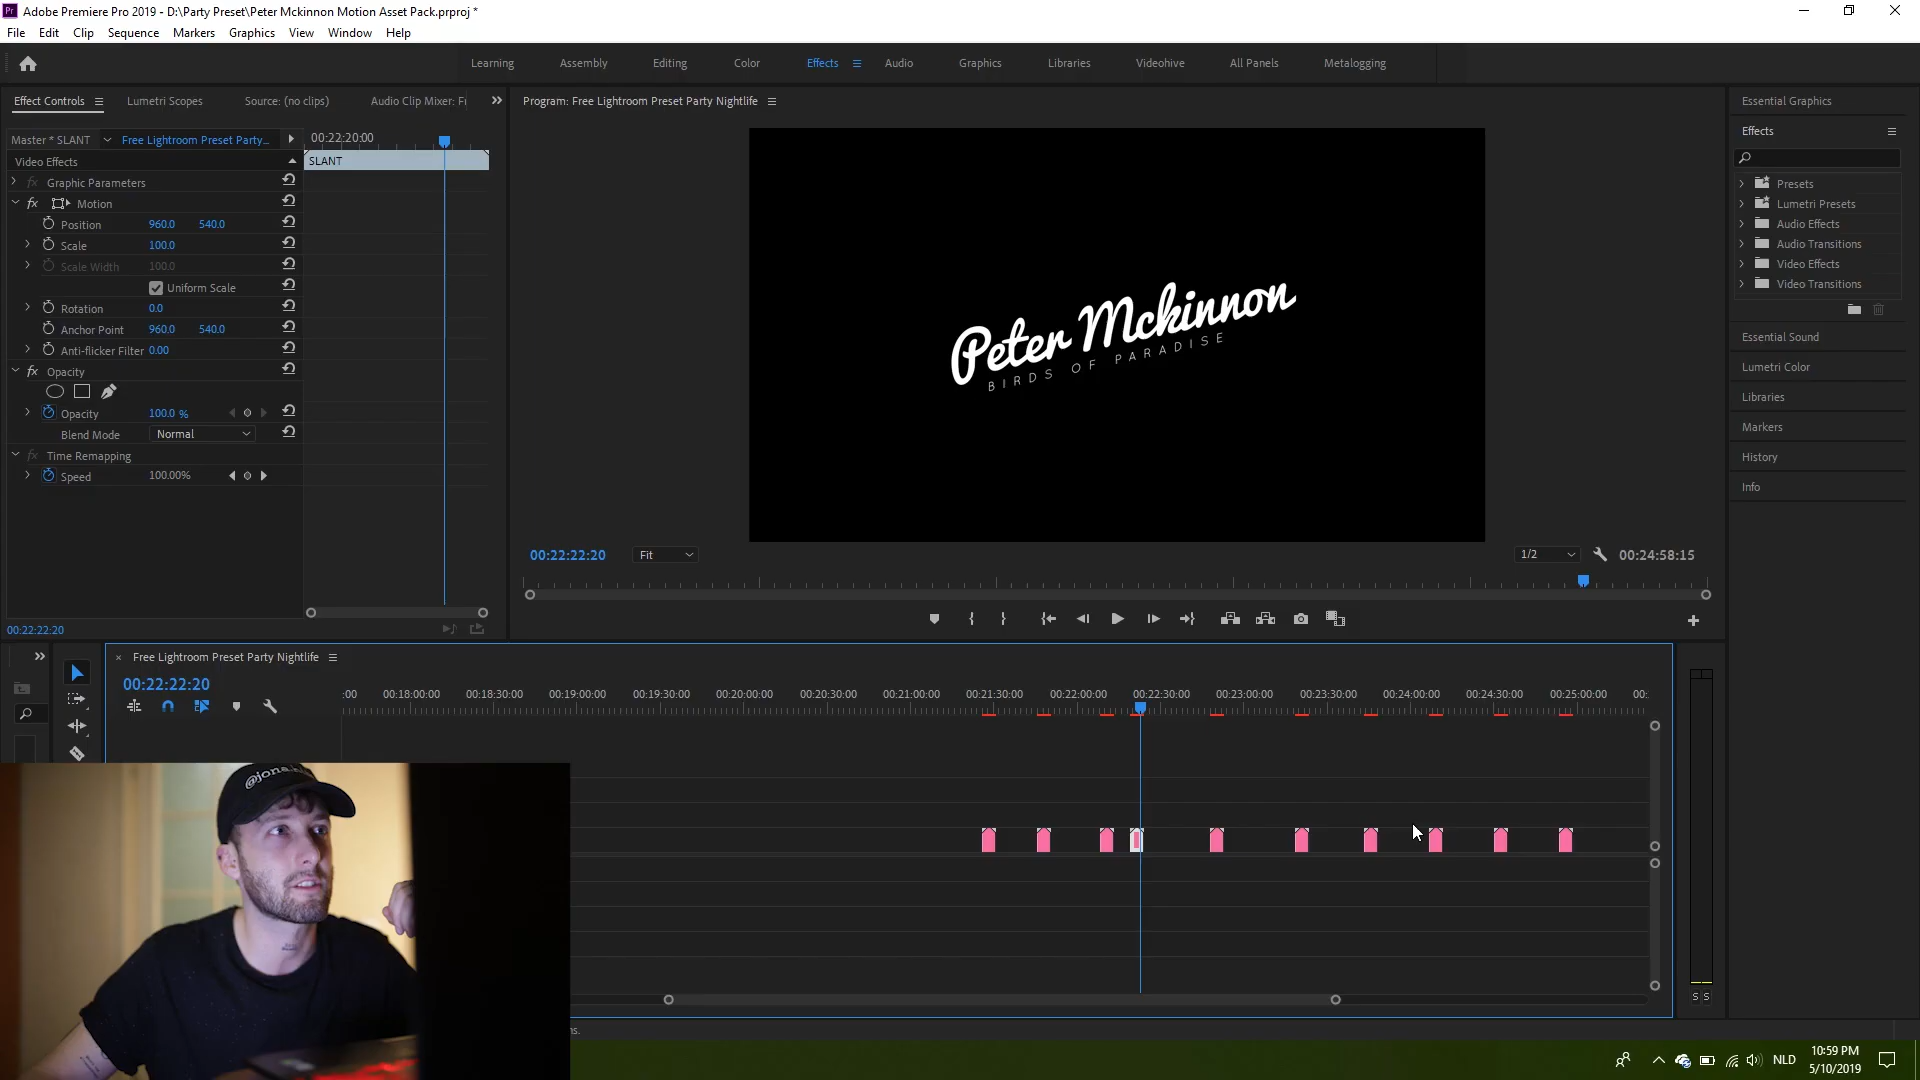 Adobe Premiere Pro 2019 - D:\Party Preset\Peter Mckinnon Motion Asset Pack.prproj *
File Edit Clip Sequence Markers Graphics View Window Help
Learning Assembly Editing Color Effects Audio Graphics Libraries Videohive All Panels Metalogging
Effect Controls Lumetri Scopes Source: (no clips) Audio Clip Mixer: Fr
Program: Free Lightroom Preset Party Nightlife
Essential Graphics
Effects
Master * SLANT Free Lightroom Preset Party... 00:22:20:00
Video Effects SLANT
fx Graphic Parameters
fx Motion
Position 960.0 540.0
Scale 100.0
Scale Width 100.0
Uniform Scale
Rotation 0.0
Anchor Point 960.0 540.0
Anti-flicker Filter 0.00
fx Opacity
Opacity 100.0 %
Blend Mode Normal
fx Time Remapping
Speed 100.00%
00:22:22:20
Peter Mckinnon
BIRDS OF PARADISE
00:22:22:20 Fit 1/2 00:24:58:15
Presets
Lumetri Presets
Audio Effects
Audio Transitions
Video Effects
Video Transitions
Essential Sound
Lumetri Color
Libraries
Markers
History
Info
Free Lightroom Preset Party Nightlife
00:22:22:20
:00 00:18:00:00 00:18:30:00 00:19:00:00 00:19:30:00 00:20:00:00 00:20:30:00 00:21:00:00 00:21:30:00 00:22:00:00 00:22:30:00 00:23:00:00 00:23:30:00 00:24:00:00 00:24:30:00 00:25:00:00 00:
S S
ns.
NLD
10:59 PM
5/10/2019